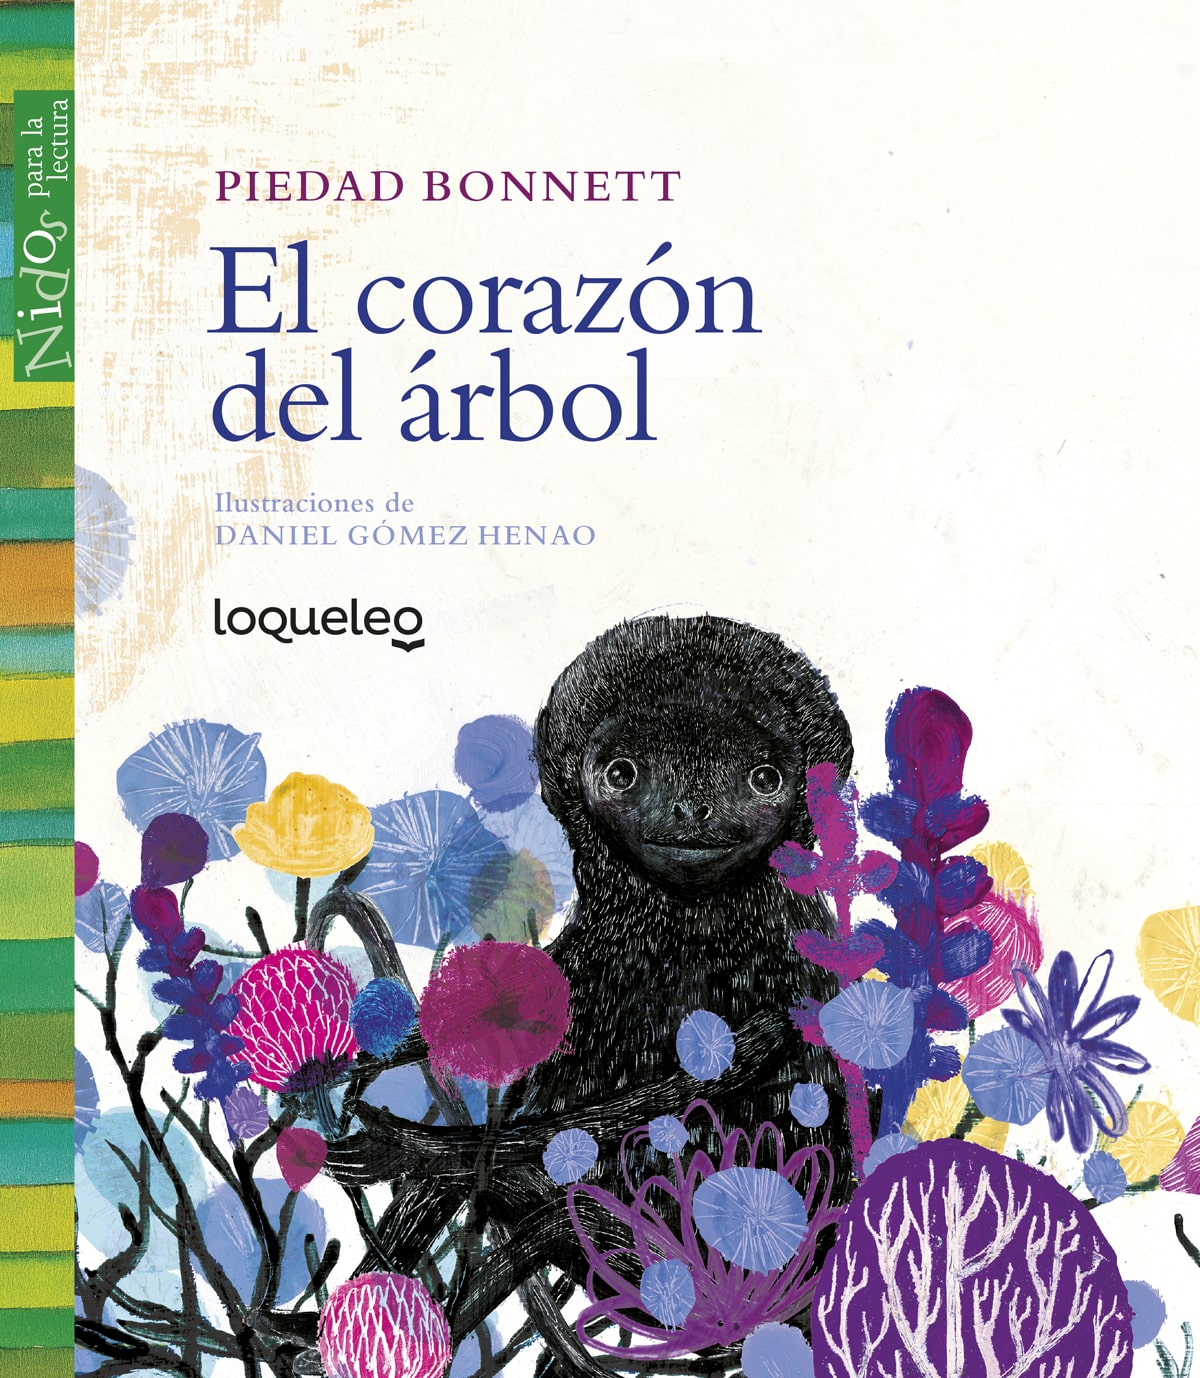 Nidos para la
lectura
PIEDAD BONNETT
El corazón
del árbol
Ilustraciones de
DANIEL GÓMEZ HENAO
loqueleo